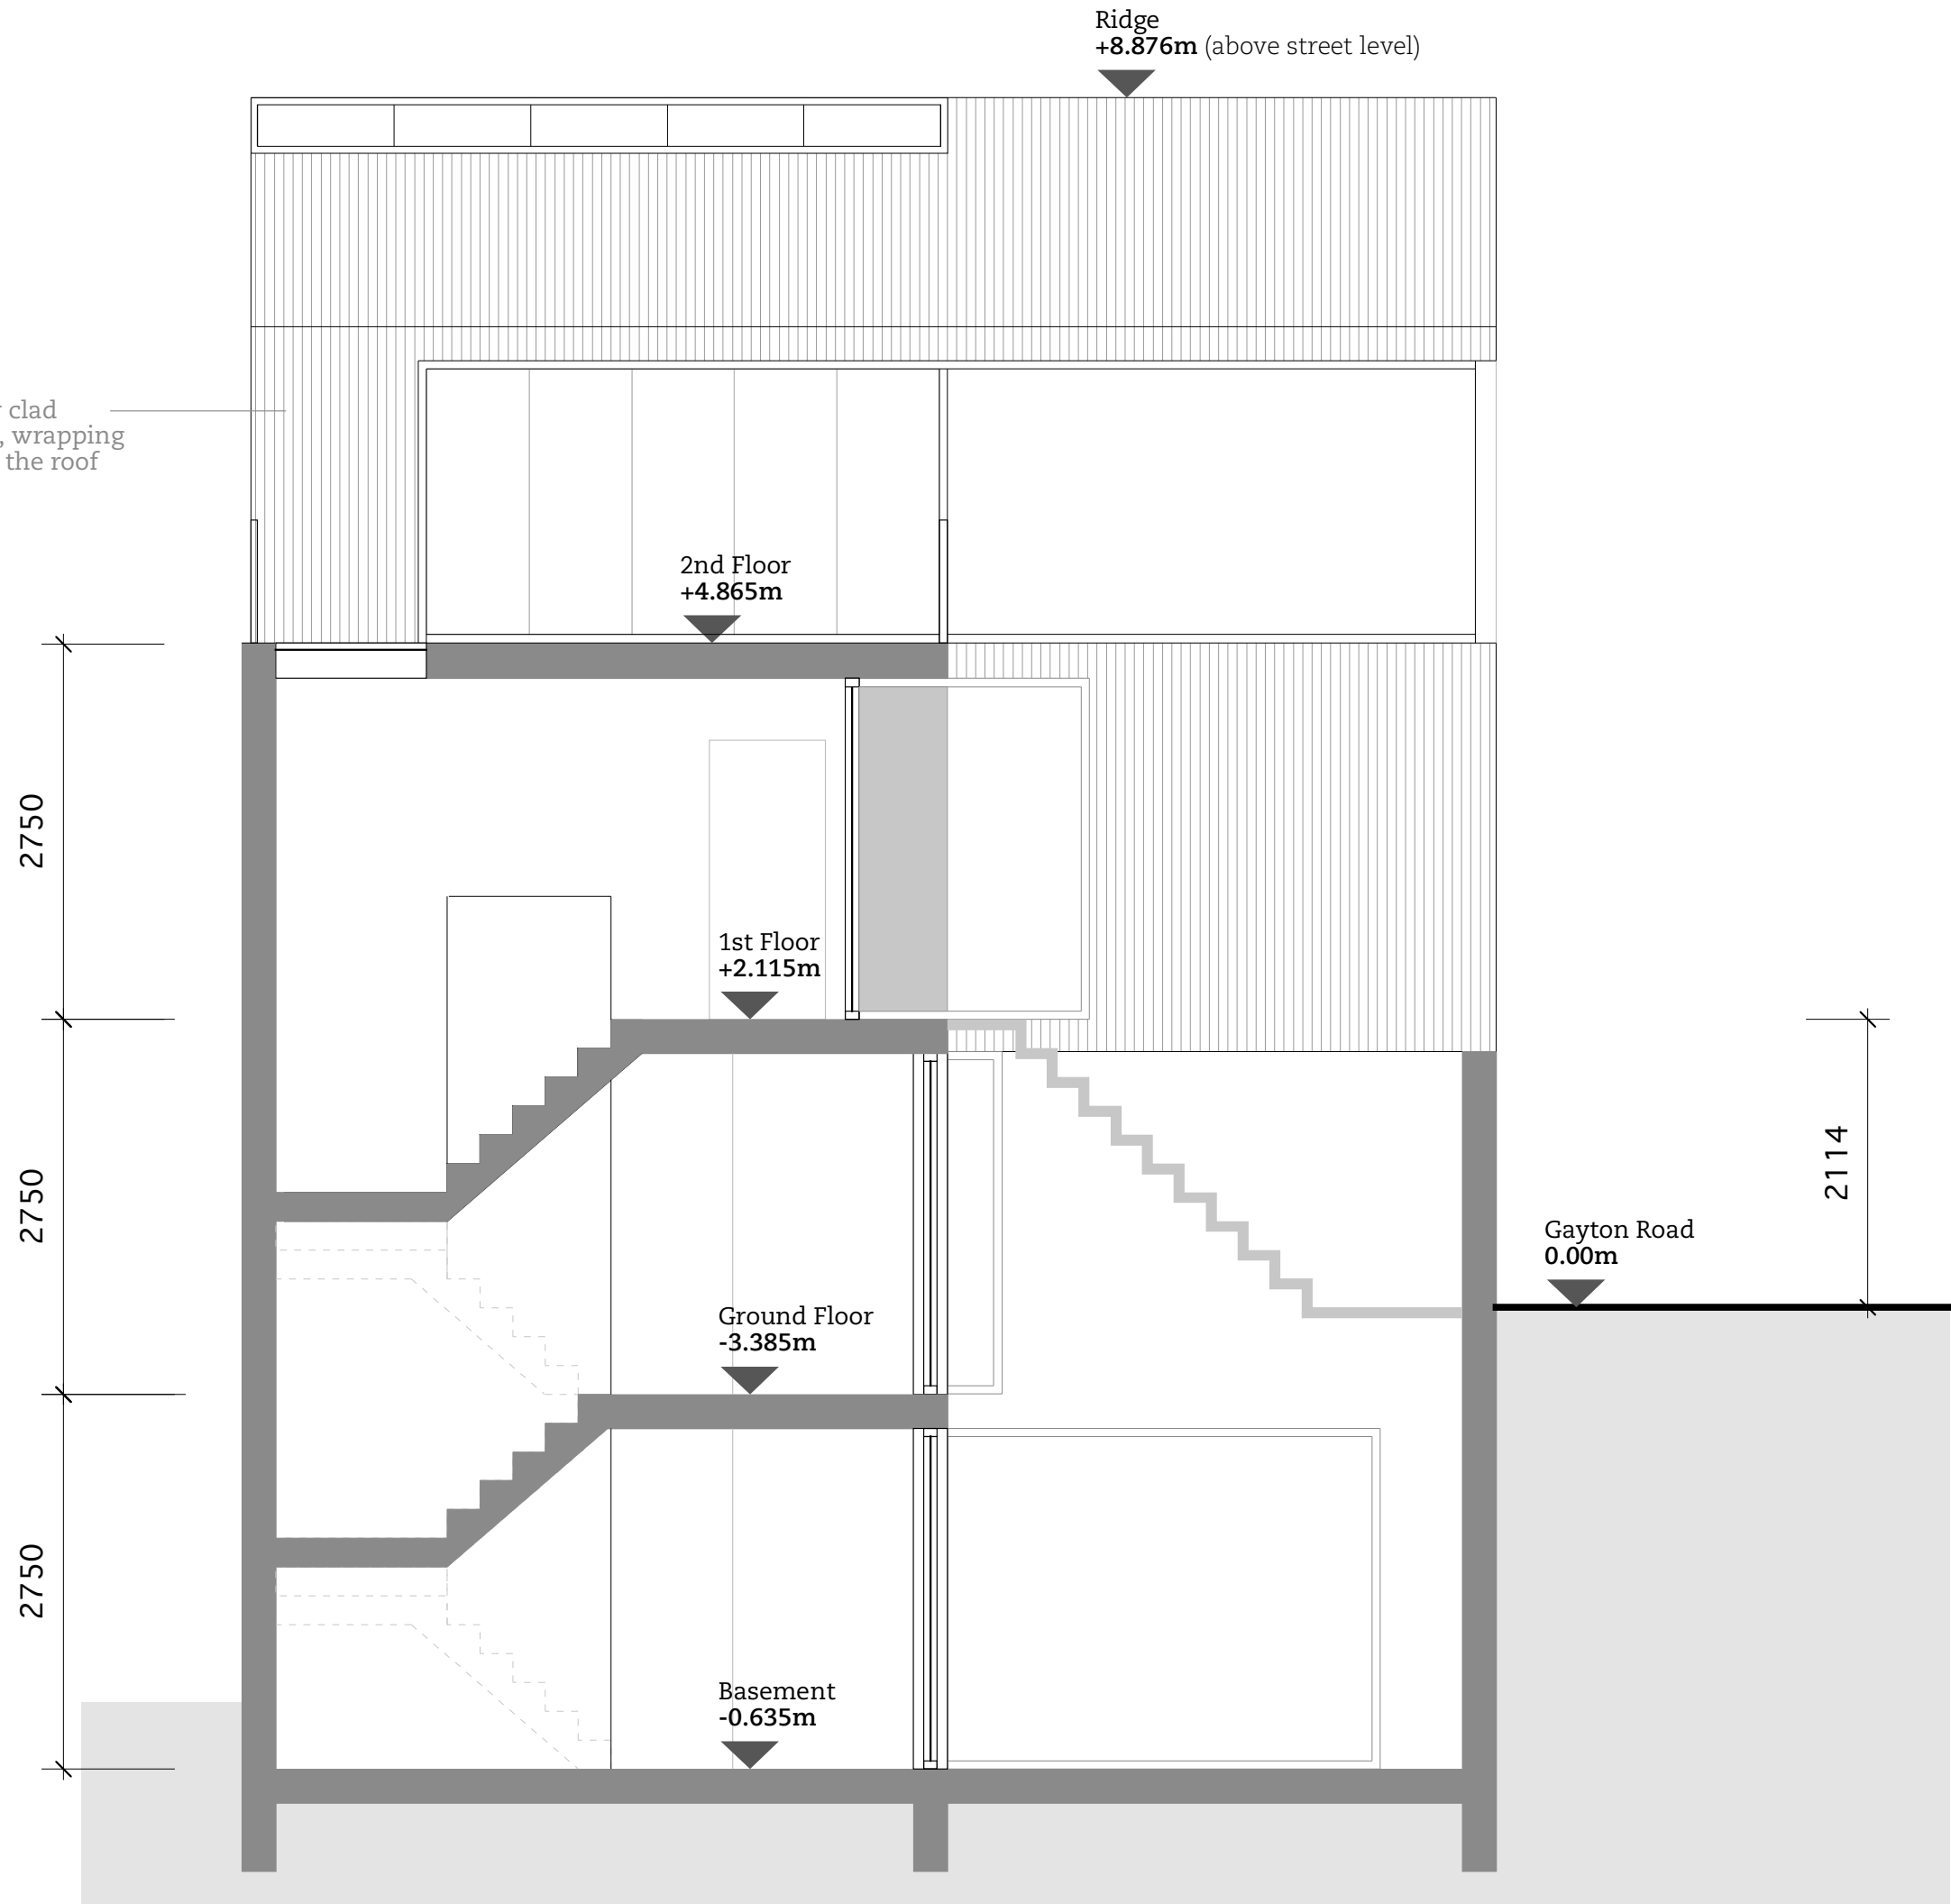 Ridge
+8.876m (above street level)
clad
, wrapping
the roof
2nd Floor
+4.865m
2750
1st Floor
+2.115m
2750
2114
Gayton Road
0.00m
Ground Floor
-3.385m
2750
Basement
-0.635m